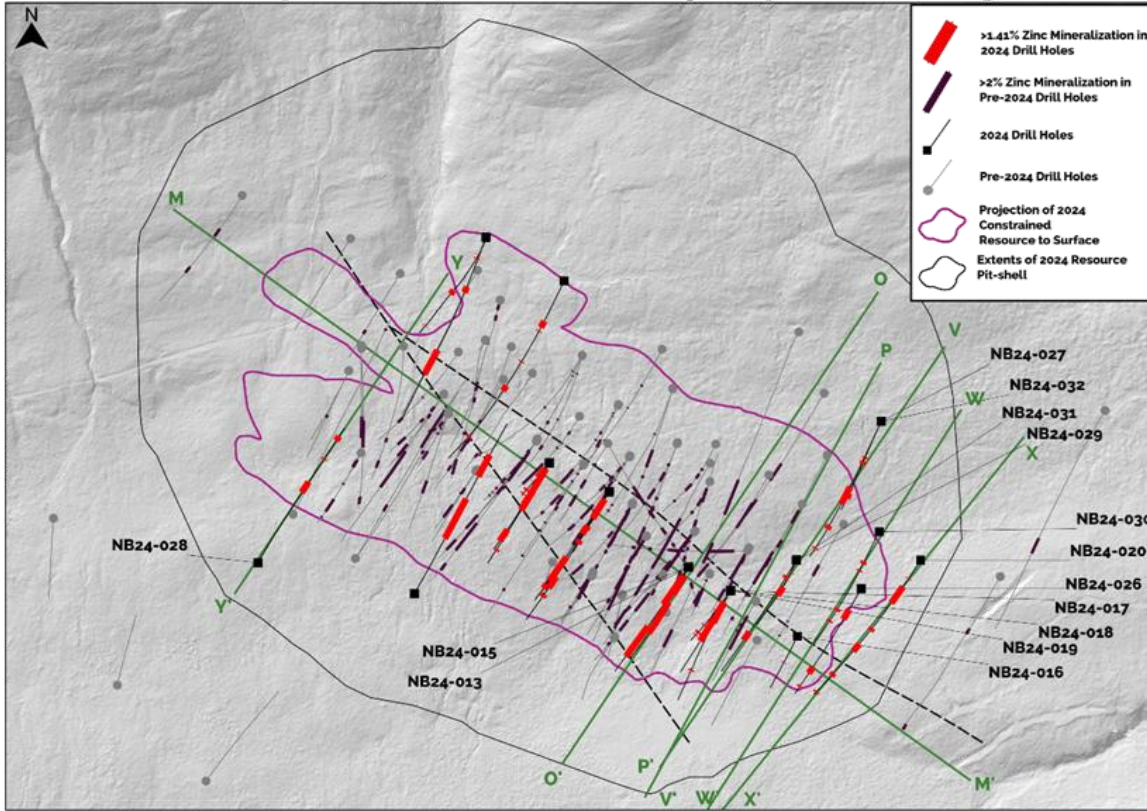 N
>1.41% Zinc Mineralization in
2024 Drill Holes
>2% Zinc Mineralization in
Pre-2024 Drill Holes
2024 Drill Holes
Pre-2024 Drill Holes
Projection of 2024
Constrained
Resource to Surface
Extents of 2024 Resource
Pit-shell
M
Y
O
V
P
NB24-027
NB24-032
W
NB24-031
NB24-029
X
NB24-030
NB24-020
NB24-028
NB24-026
Y'
NB24-017
NB24-018
NB24-015
NB24-019
NB24-016
NB24-013
O'
P'
M'
V'
W'
X'